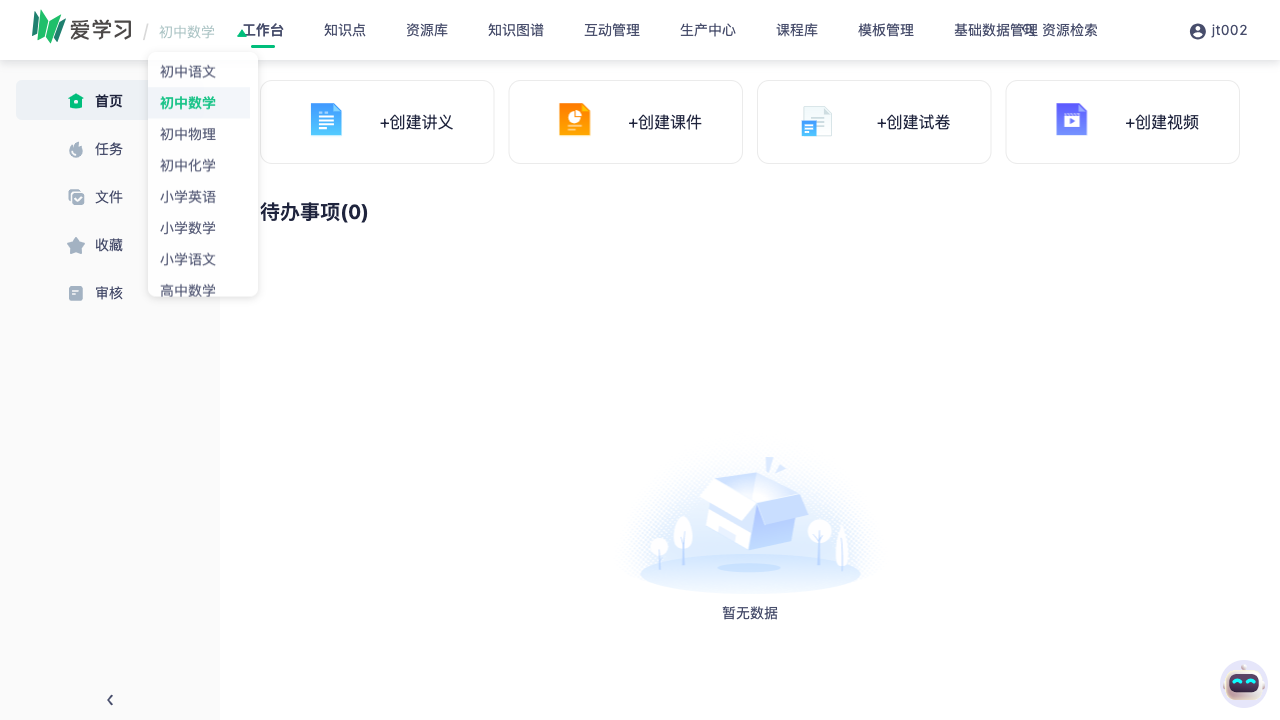 爱学习 / 初中数学 工作台 知识点 资源库 知识图谱 互动管理 生产中心 课程库 模板管理 基础数据管理 资源检索 jt002
初中语文
初中数学
初中物理
初中化学
小学英语
小学数学
小学语文
高中数学
首页
任务
文件
收藏
审核
+创建讲义
+创建课件
+创建试卷
+创建视频
待办事项(0)
暂无数据